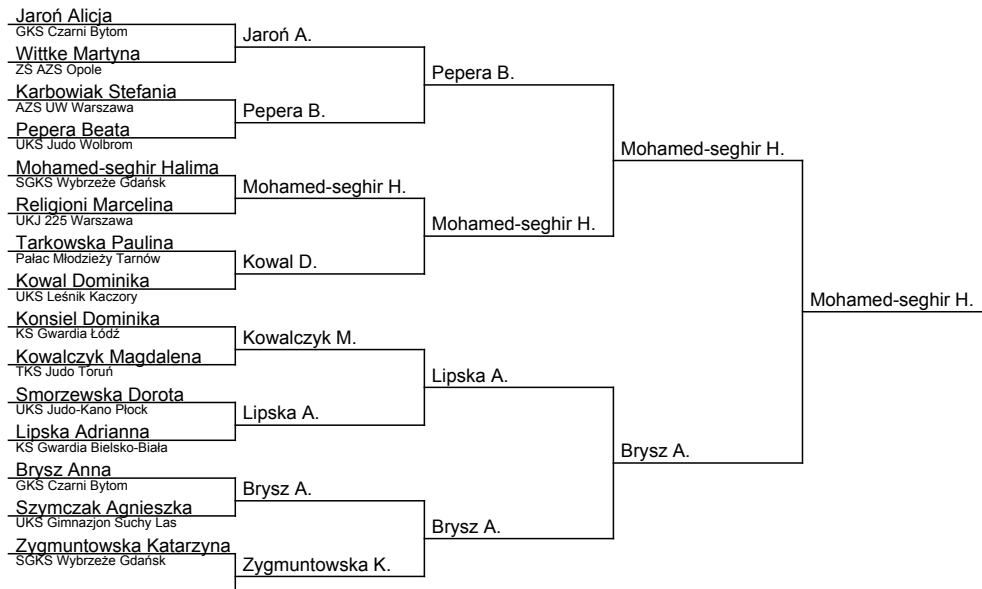 Jaroń Alicja
GKS Czarni Bytom
Wittke Martyna
ZŚ AZS Opole
Karbowiak Stefania
AZS UW Warszawa
Pepera Beata
UKS Judo Wolbrom
Mohamed-seghir Halima
SGKS Wybrzeże Gdańsk
Religioni Marcelina
UKJ 225 Warszawa
Tarkowska Paulina
Pałac Młodzieży Tarnów
Kowal Dominika
UKS Leśnik Kaczory
Konsiel Dominika
KS Gwardia Łódź
Kowalczyk Magdalena
TKS Judo Toruń
Smorzewska Dorota
UKS Judo-Kano Płock
Lipska Adrianna
KS Gwardia Bielsko-Biała
Brysz Anna
GKS Czarni Bytom
Szymczak Agnieszka
UKS Gimnazjon Suchy Las
Zygmuntowska Katarzyna
SGKS Wybrzeże Gdańsk
Jaroń A.
Pepera B.
Mohamed-seghir H.
Kowal D.
Kowalczyk M.
Lipska A.
Brysz A.
Zygmuntowska K.
Pepera B.
Mohamed-seghir H.
Lipska A.
Brysz A.
Mohamed-seghir H.
Brysz A.
Mohamed-seghir H.